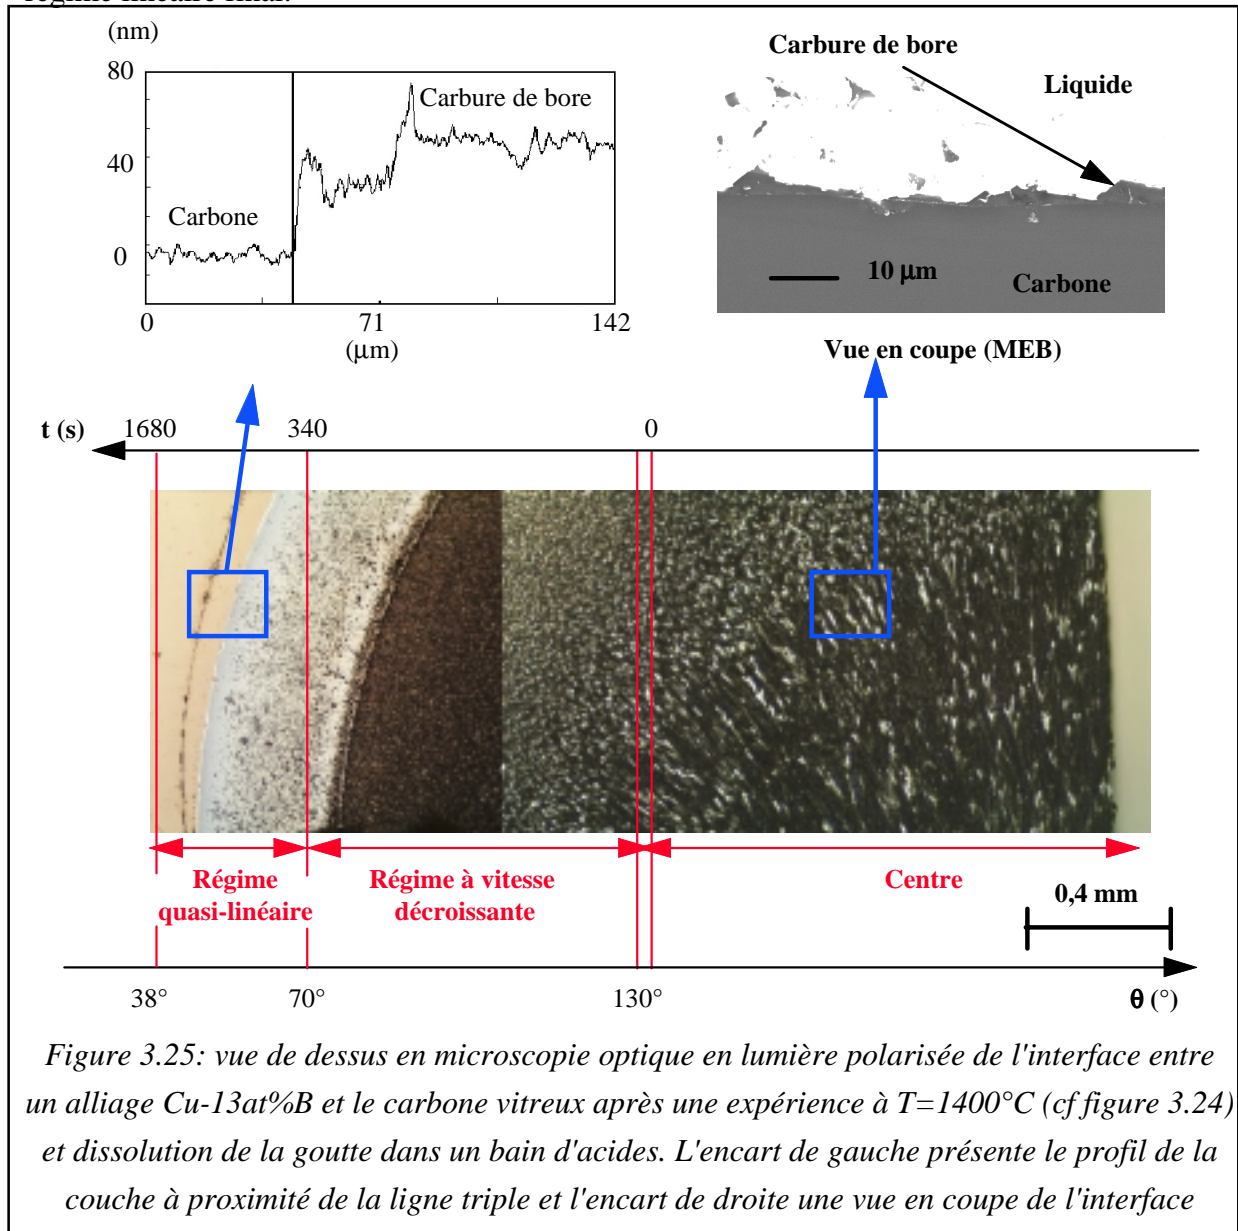 régime linéaire final.
(nm)
80
40
0
Carbone
Carbure de bore
0 71 142
(µm)
Carbure de bore
Liquide
10 µm
Carbone
Vue en coupe (MEB)
t (s) 1680 340 0
Régime
quasi-linéaire
Régime à vitesse
décroissante
Centre
0,4 mm
38° 70° 130° θ (°)
Figure 3.25: vue de dessus en microscopie optique en lumière polarisée de l'interface entre
un alliage Cu-13at%B et le carbone vitreux après une expérience à T=1400°C (cf figure 3.24)
et dissolution de la goutte dans un bain d'acides. L'encart de gauche présente le profil de la
couche à proximité de la ligne triple et l'encart de droite une vue en coupe de l'interface